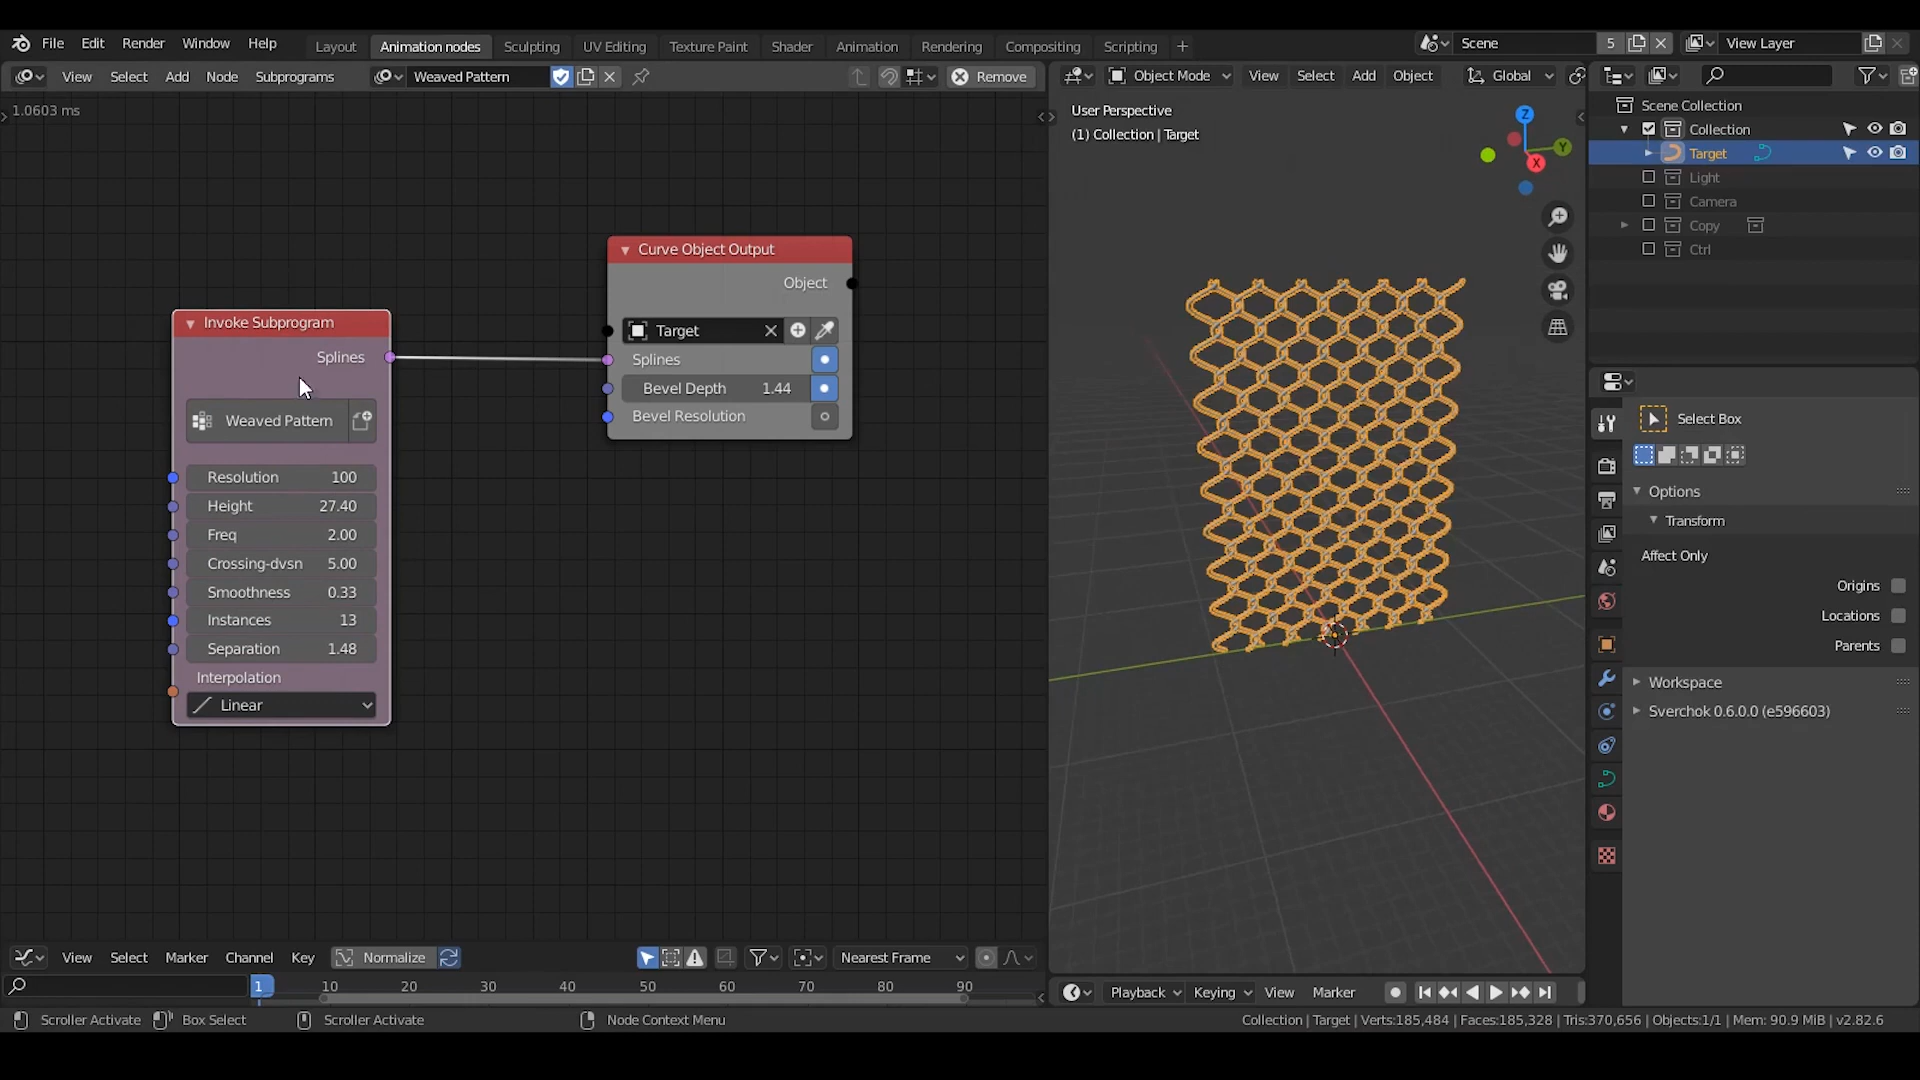 File Edit Render Window Help Layout Animation nodes Sculpting UV Editing Texture Paint Shader Animation Rendering Compositing Scripting Scene 5 View Layer
View Select Add Node Subprograms Weaved Pattern Remove Object Mode View Select Add Object Global
1.0603 ms
User Perspective
(1) Collection | Target
Z
Y
X
Scene Collection
Collection
Target
Light
Camera
Copy
Ctrl
Curve Object Output
Object
Target
Splines
Bevel Depth 1.44
Bevel Resolution
Invoke Subprogram
Splines
Weaved Pattern
Resolution 100
Height 27.40
Freq 2.00
Crossing-dvsn 5.00
Smoothness 0.33
Instances 13
Separation 1.48
Interpolation
Linear
Select Box
Options
Transform
Affect Only
Origins
Locations
Parents
Workspace
Sverchok 0.6.0.0 (e596603)
View Select Marker Channel Key Normalize Nearest Frame
1 10 20 30 40 50 60 70 80 90
Playback Keying View Marker
Scroller Activate Box Select Scroller Activate Node Context Menu Collection | Target | Verts:185,484 | Faces:185,328 | Tris:370,656 | Objects:1/1 | Mem: 90.9 MiB | v2.82.6